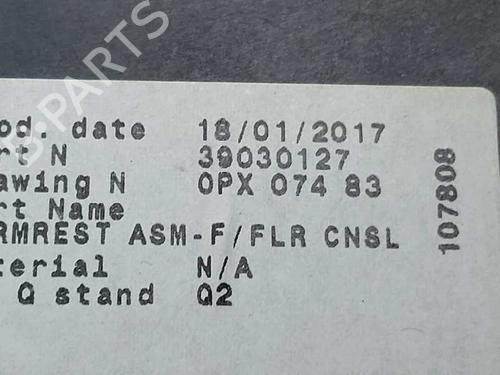 od. date 18/01/2017
rt N 39030127
awing N 0PX 074 83
rt Name
RMREST ASM-F/FLR CNSL
terial N/A
Q stand Q2
107808
PARTS